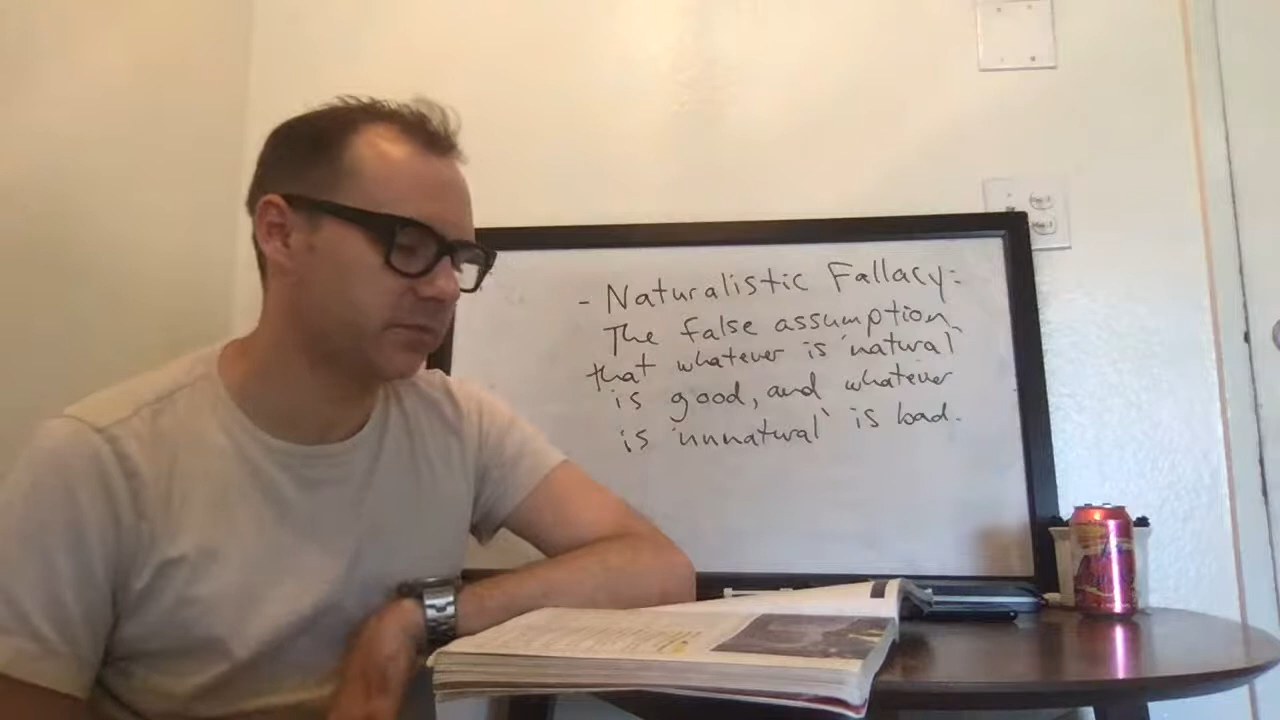 - Naturalistic Fallacy:
The false assumption
that whatever is 'natural'
is good, and whatever
is 'unnatural' is bad.